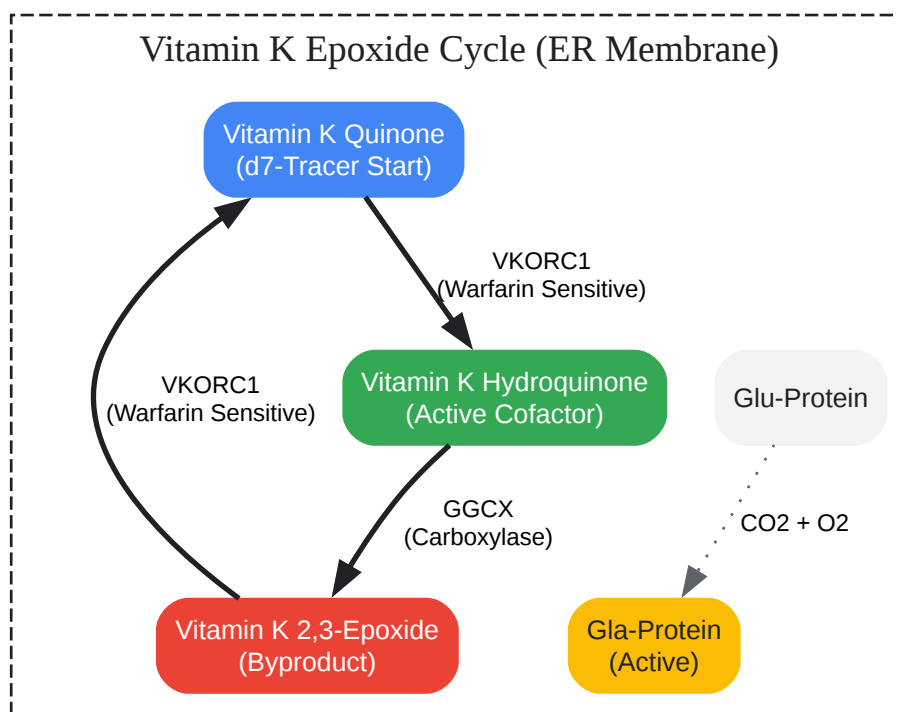 Vitamin K Epoxide Cycle (ER Membrane)
Vitamin K Quinone
(d7-Tracer Start)
VKORC1
(Warfarin Sensitive)
Vitamin K Hydroquinone
(Active Cofactor)
Glu-Protein
VKORC1
(Warfarin Sensitive)
GGCX
(Carboxylase)
CO2 + O2
Vitamin K 2,3-Epoxide
(Byproduct)
Gla-Protein
(Active)